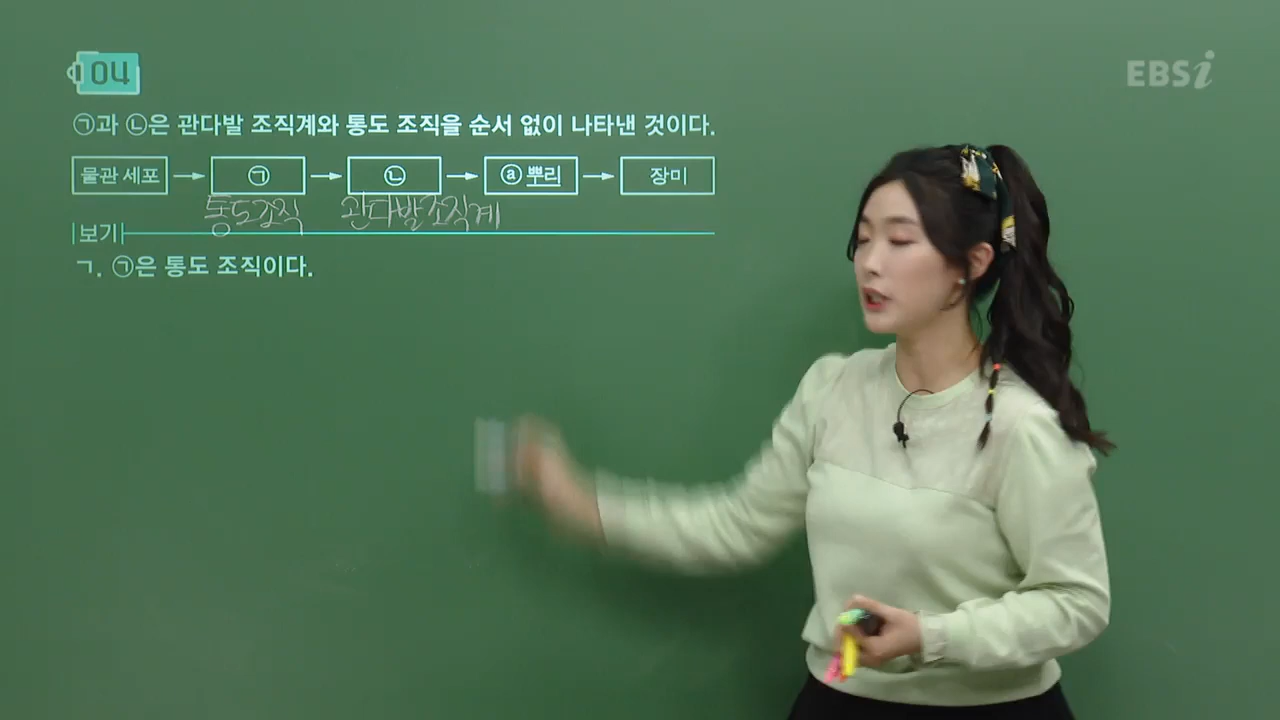 04
EBSi
㉠과 ㉡은 관다발 조직계와 통도 조직을 순서 없이 나타낸 것이다.
물관 세포 → ㉠ → ㉡ → ⓐ 뿌리 → 장미
통도조직 관다발조직계
보기
ㄱ. ㉠은 통도 조직이다.